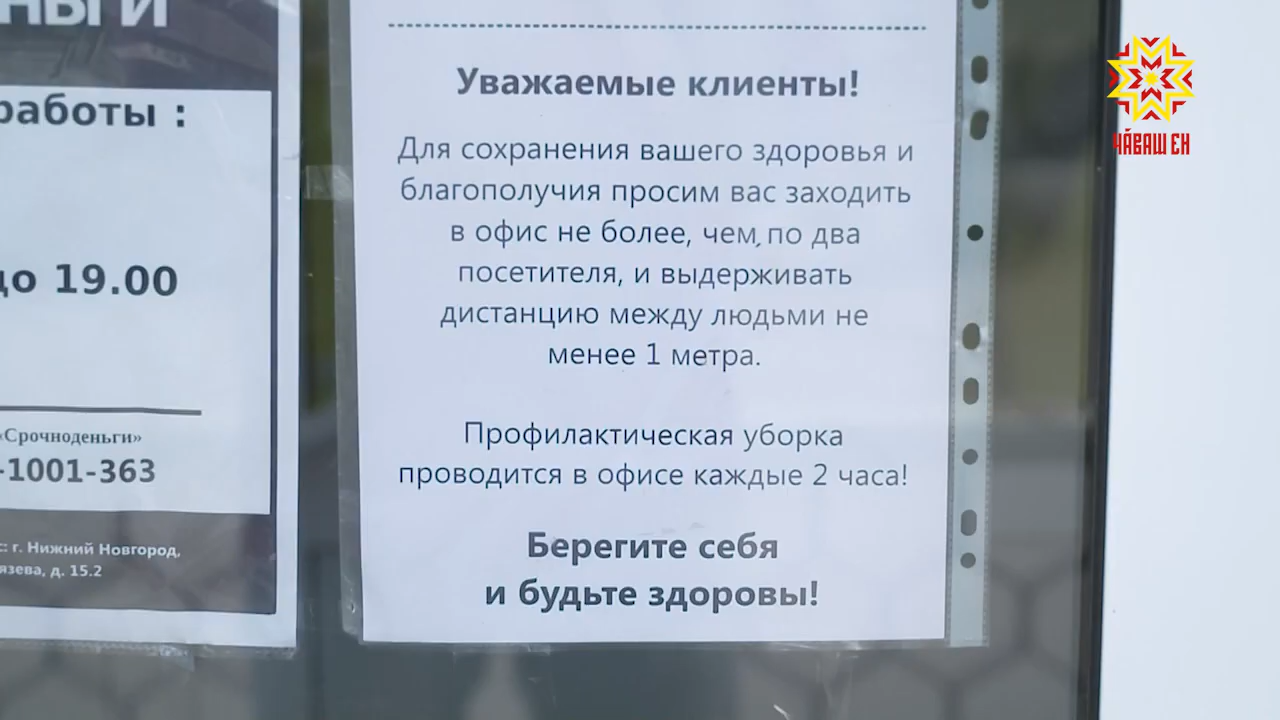 работы :
до 19.00
«Срочноденьги»
-1001-363
г. Нижний Новгород,
д. 15.2
Уважаемые клиенты!
Для сохранения вашего здоровья и
благополучия просим вас заходить
в офис не более, чем по два
посетителя, и выдерживать
дистанцию между людьми не
менее 1 метра.
Профилактическая уборка
проводится в офисе каждые 2 часа!
Берегите себя
и будьте здоровы!
ЧӐВАШ ЕН